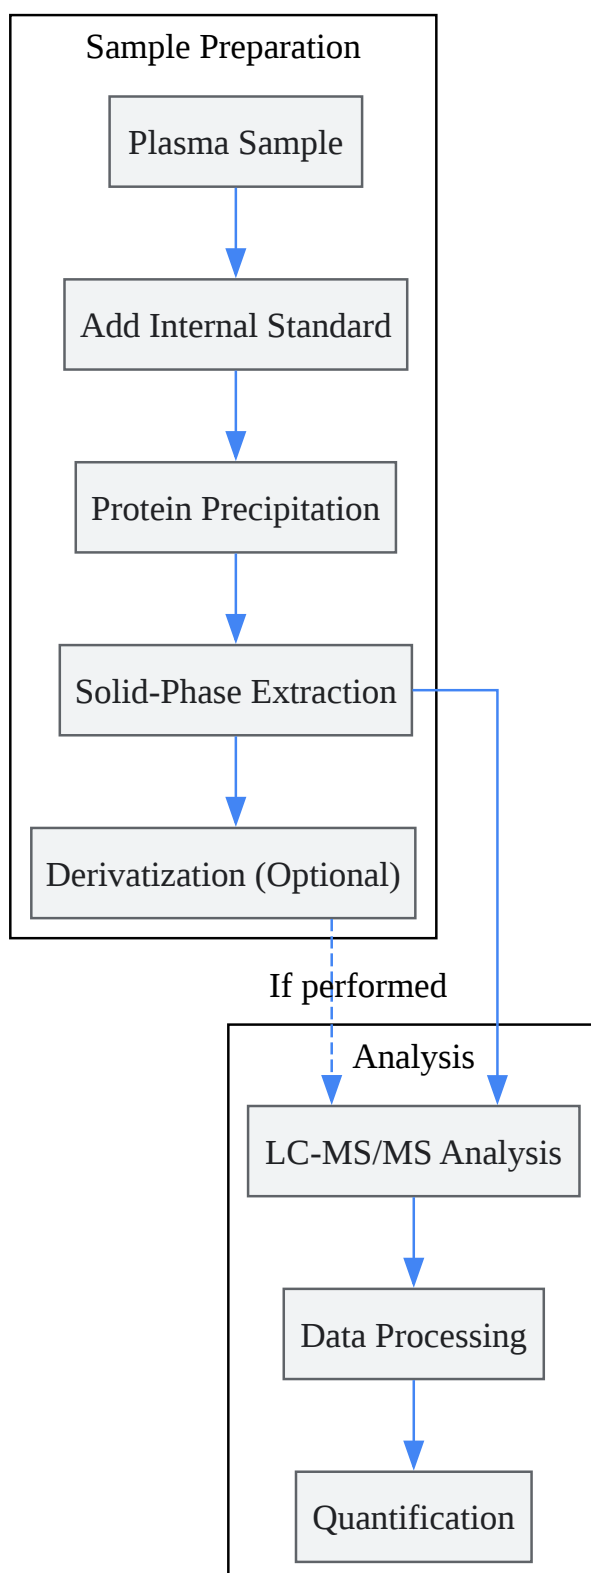 Sample Preparation
Plasma Sample
Add Internal Standard
Protein Precipitation
Solid-Phase Extraction
Derivatization (Optional)
If performed
Analysis
LC-MS/MS Analysis
Data Processing
Quantification